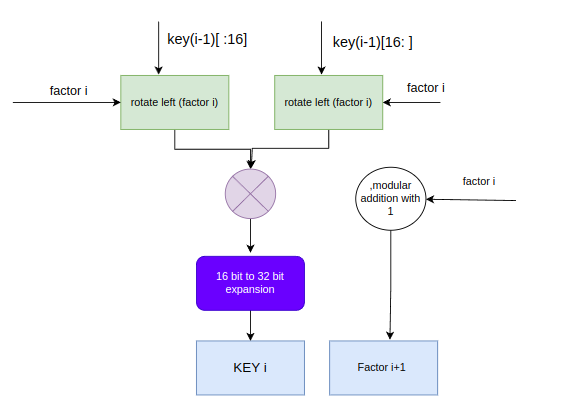 key(i-1)[ :16]
key(i-1)[16: ]
factor i
factor i
rotate left (factor i)
rotate left (factor i)
,modular
addition with
1
factor i
16 bit to 32 bit
expansion
KEY i
Factor i+1